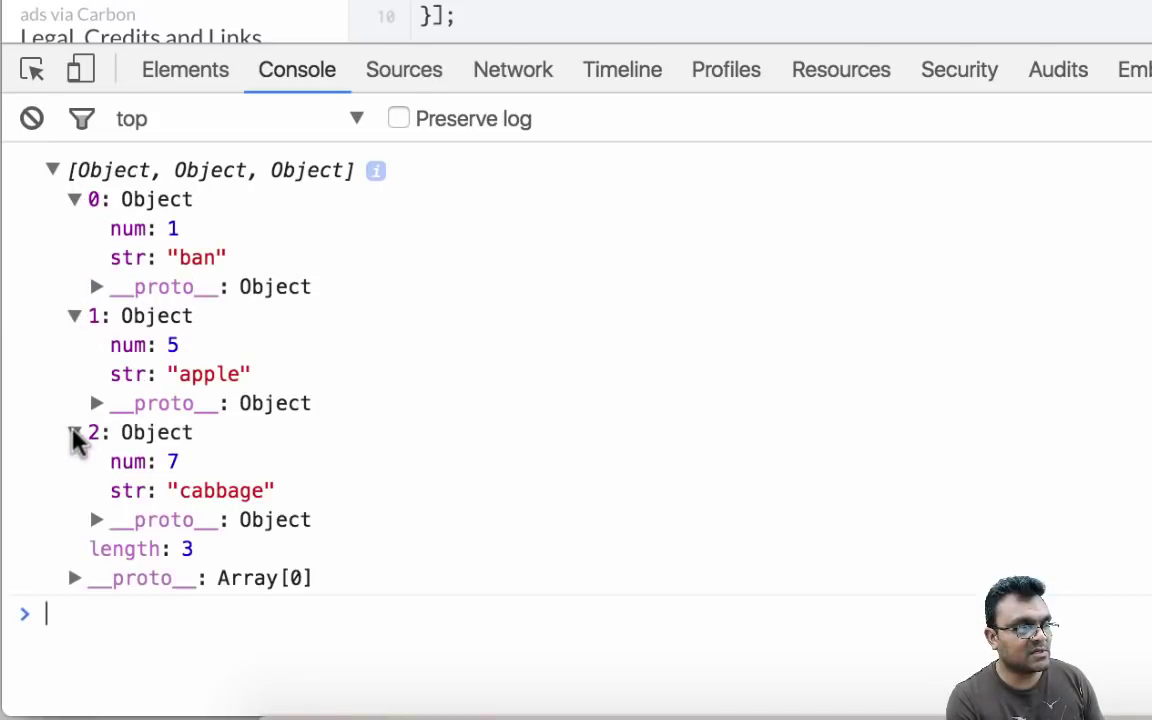 ads via Carbon
Legal, Credits and Links
10 }];
Elements Console Sources Network Timeline Profiles Resources Security Audits Emb
top Preserve log
[Object, Object, Object] i
0: Object
num: 1
str: "ban"
__proto__: Object
1: Object
num: 5
str: "apple"
__proto__: Object
2: Object
num: 7
str: "cabbage"
__proto__: Object
length: 3
__proto__: Array[0]
>